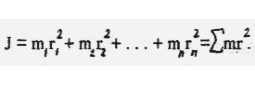 J = m₁r₁² + m₂r₂² + . . . + mₙrₙ² = ∑ mr².